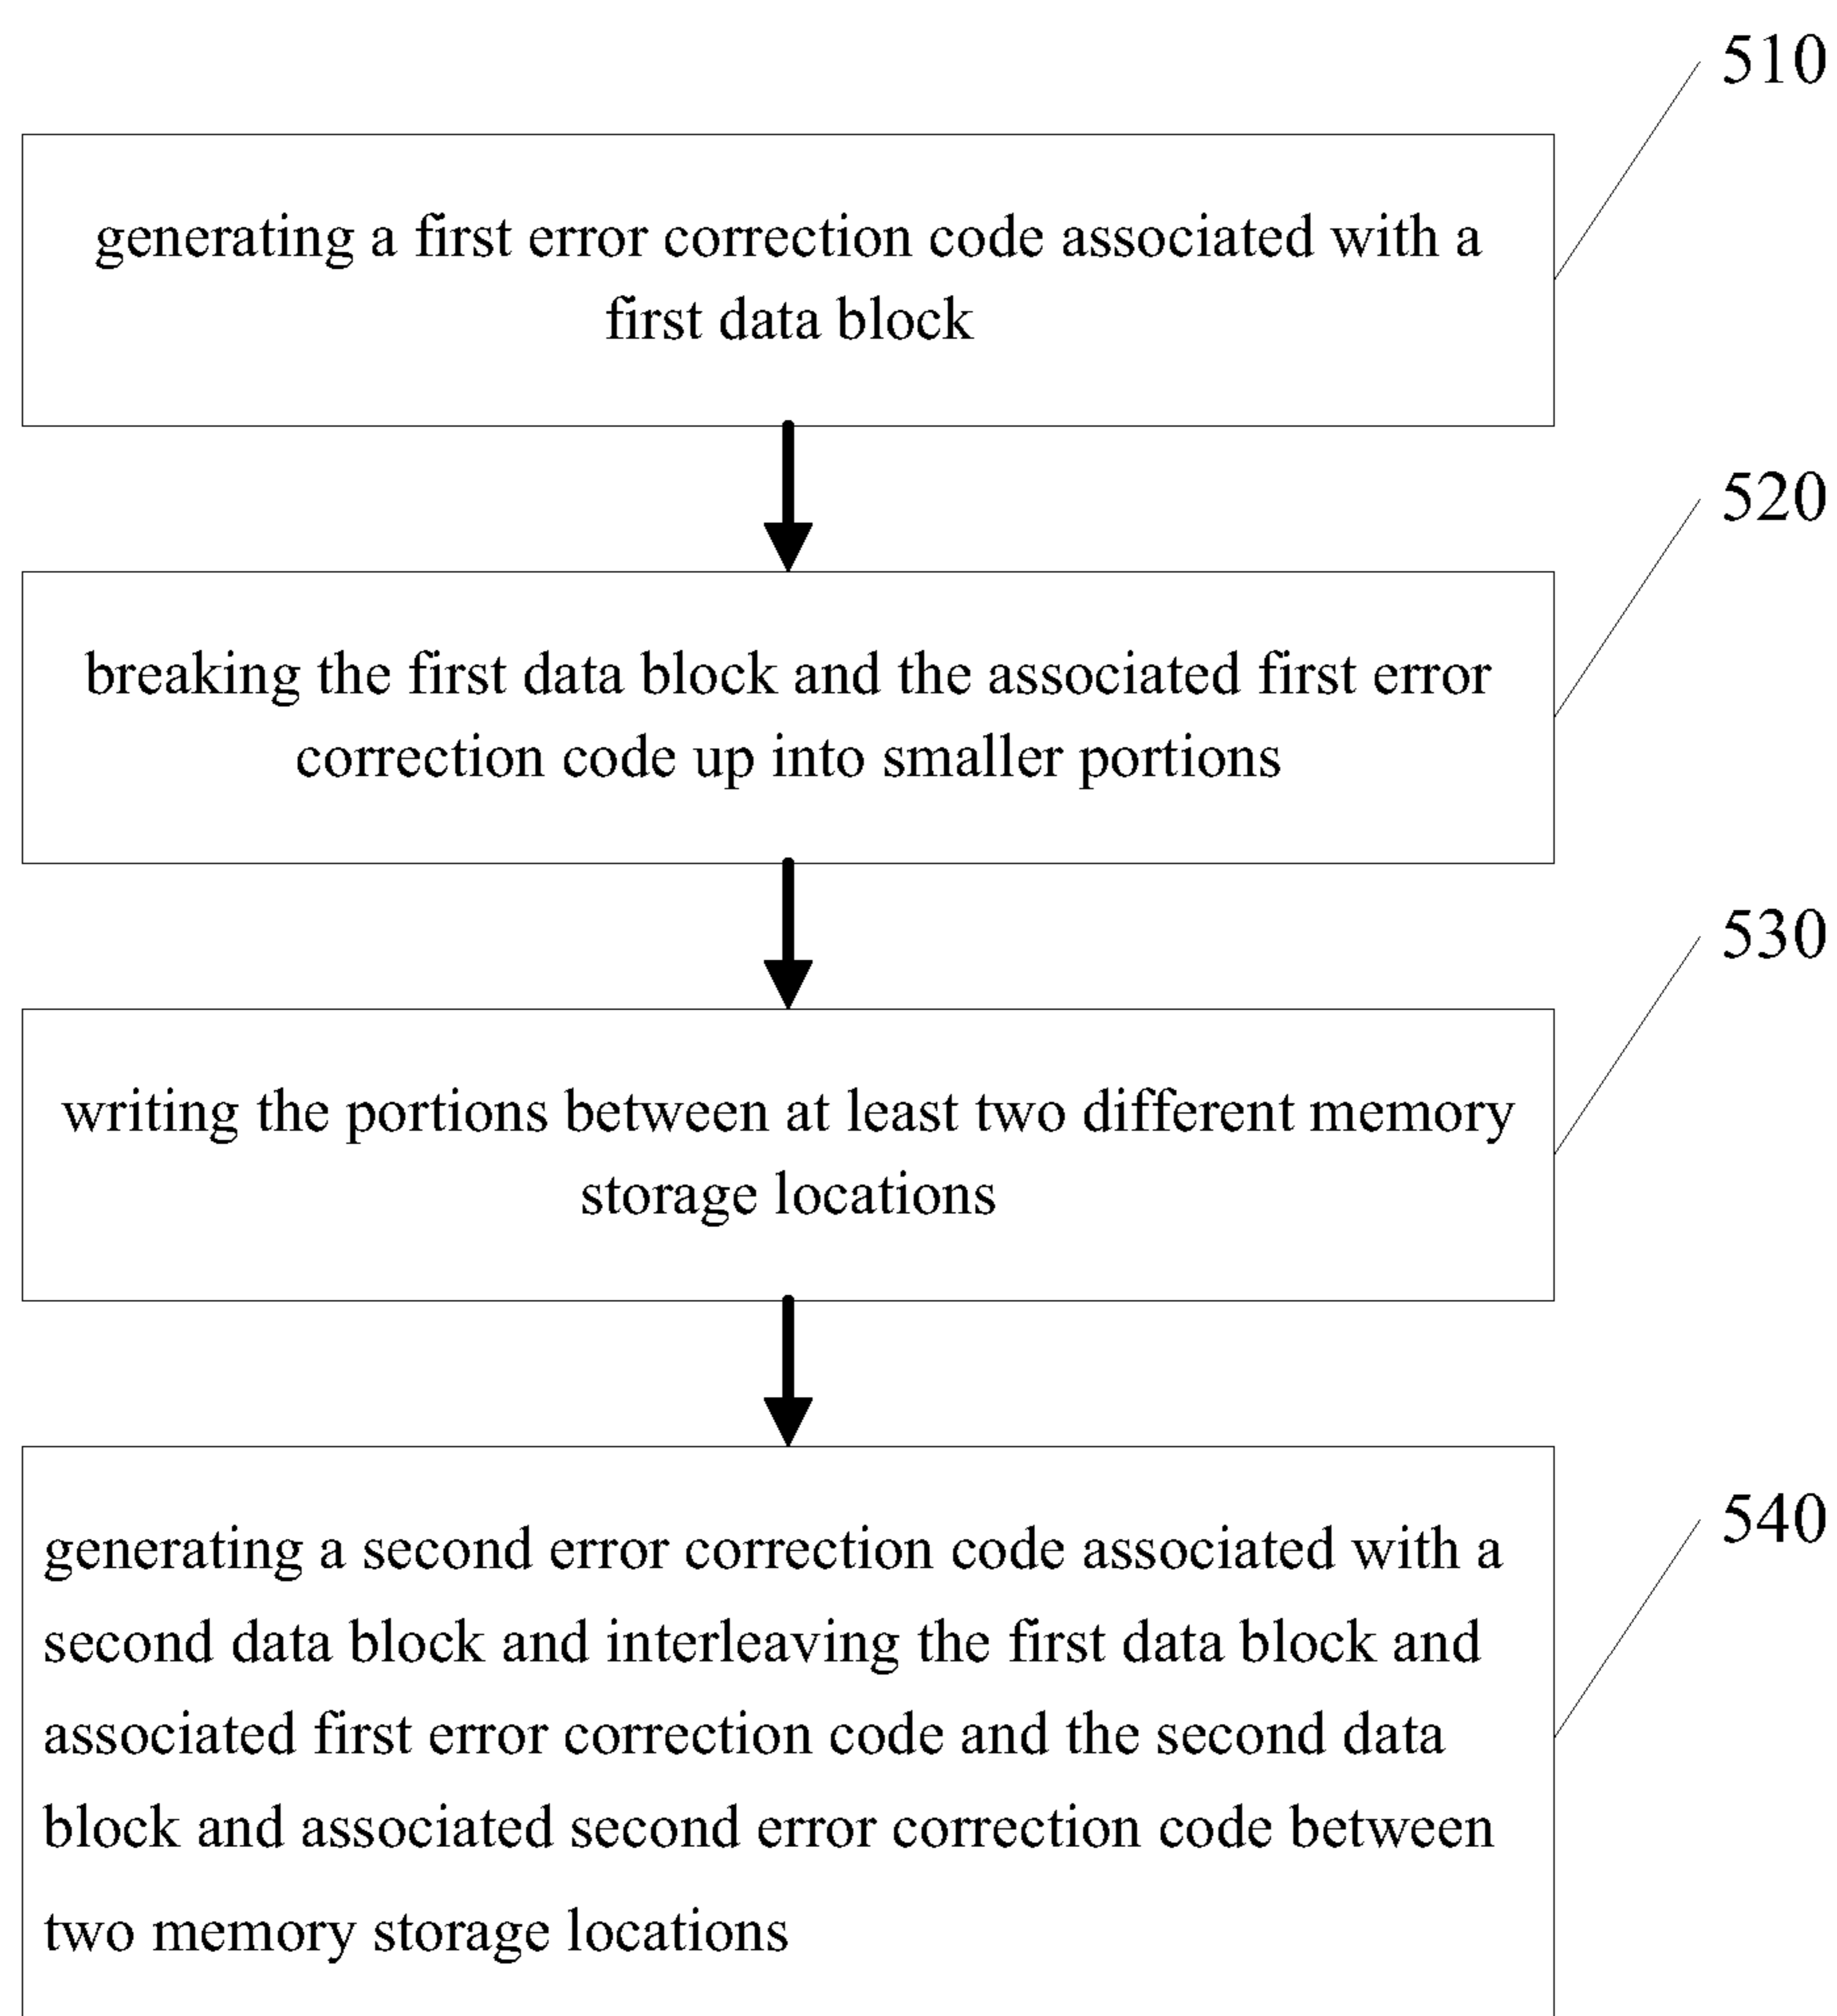 510
generating a first error correction code associated with a
first data block
520
breaking the first data block and the associated first error
correction code up into smaller portions
530
writing the portions between at least two different memory
storage locations
540
generating a second error correction code associated with a
second data block and interleaving the first data block and
associated first error correction code and the second data
block and associated second error correction code between
two memory storage locations